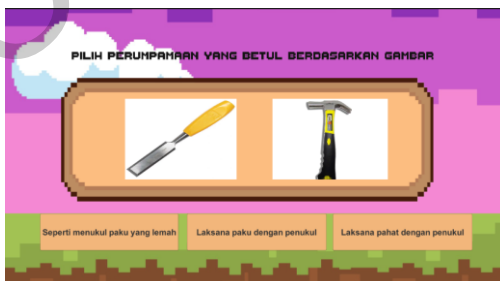 PILIH PERUMPAMAAN YANG BETUL BERDASARKAN GAMBAR
Seperti menukul paku yang lemah
Laksana paku dengan penukul
Laksana pahat dengan penukul